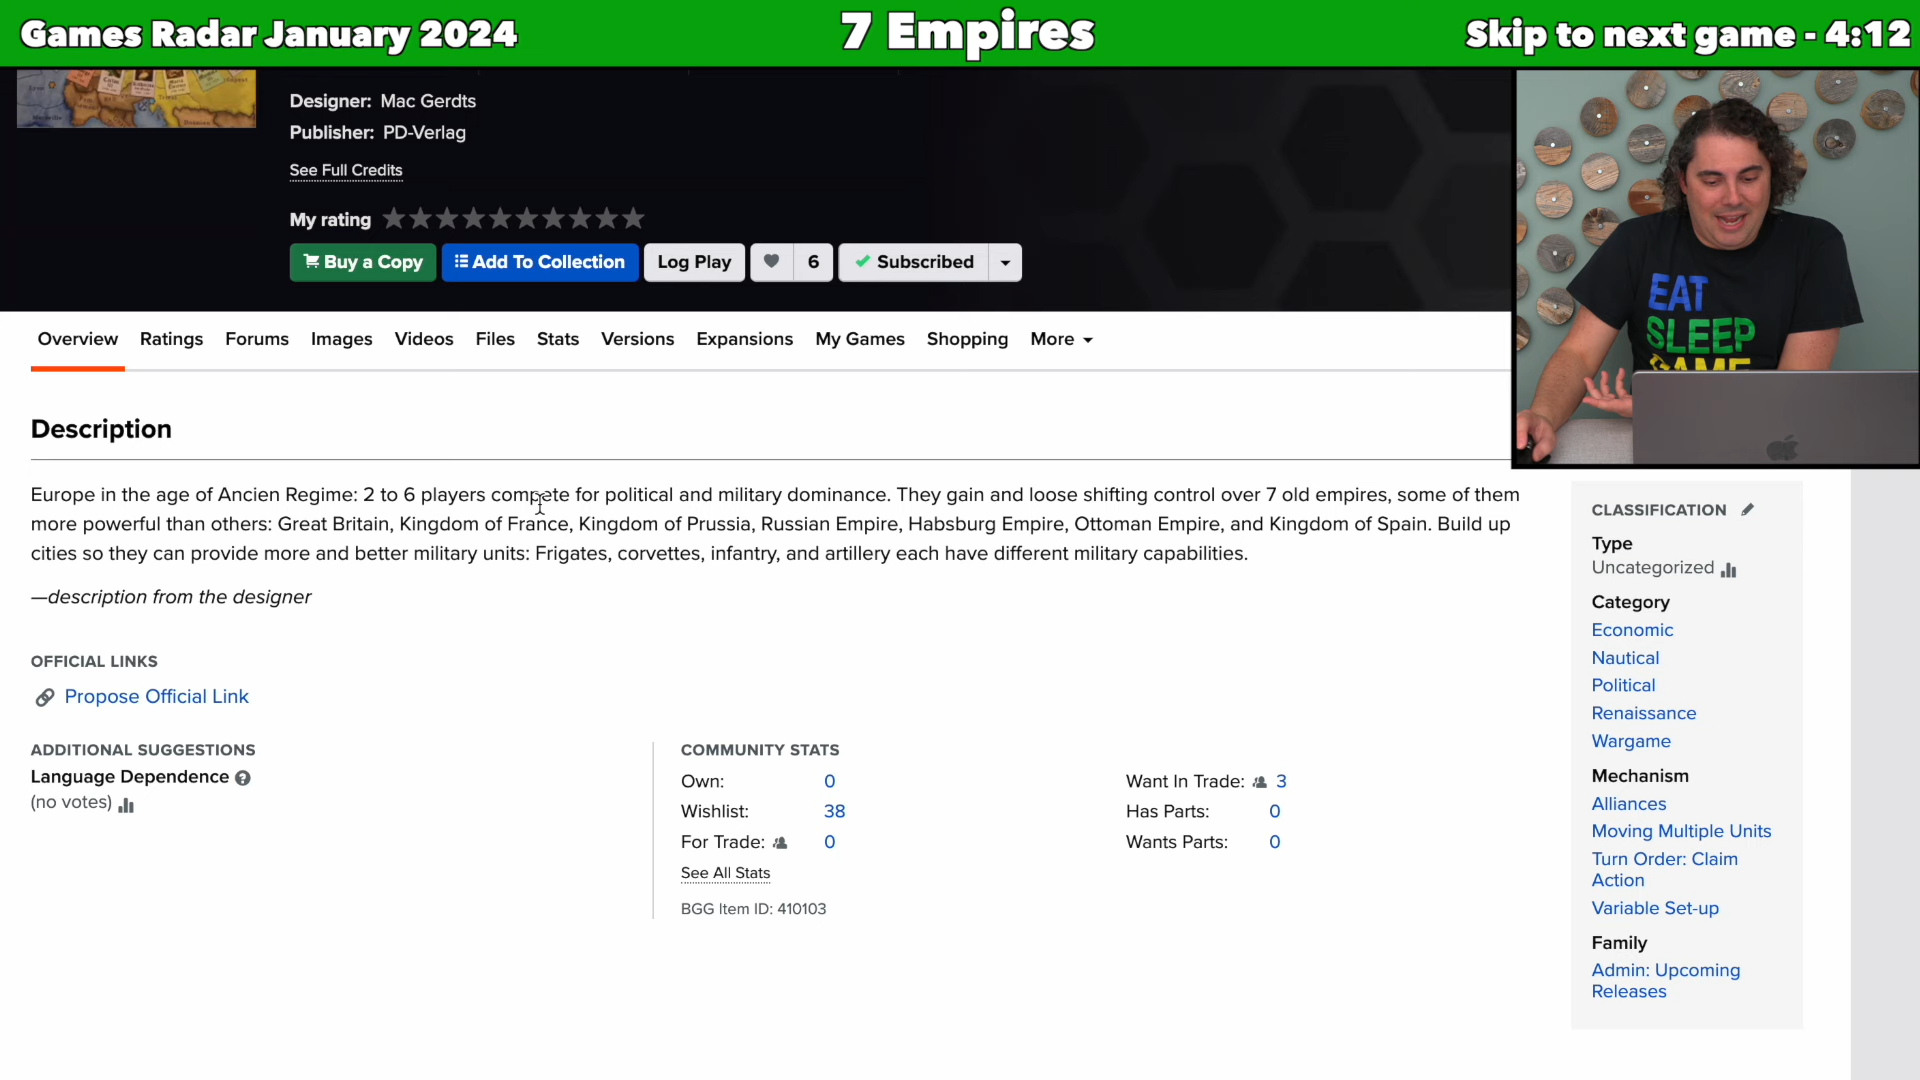 Games Radar January 2024
7 Empires
Skip to next game - 4:12
Designer: Mac Gerdts
Publisher: PD-Verlag
See Full Credits
My rating
Buy a Copy
Add To Collection
Log Play
6
Subscribed
Overview
Ratings
Forums
Images
Videos
Files
Stats
Versions
Expansions
My Games
Shopping
More
EAT
SLEEP
GAME
Description
Europe in the age of Ancien Regime: 2 to 6 players compete for political and military dominance. They gain and loose shifting control over 7 old empires, some of them
more powerful than others: Great Britain, Kingdom of France, Kingdom of Prussia, Russian Empire, Habsburg Empire, Ottoman Empire, and Kingdom of Spain. Build up
cities so they can provide more and better military units: Frigates, corvettes, infantry, and artillery each have different military capabilities.
—description from the designer
OFFICIAL LINKS
Propose Official Link
ADDITIONAL SUGGESTIONS
Language Dependence
(no votes)
COMMUNITY STATS
Own: 0
Wishlist: 38
For Trade: 0
See All Stats
BGG Item ID: 410103
Want In Trade: 3
Has Parts: 0
Wants Parts: 0
CLASSIFICATION
Type
Uncategorized
Category
Economic
Nautical
Political
Renaissance
Wargame
Mechanism
Alliances
Moving Multiple Units
Turn Order: Claim
Action
Variable Set-up
Family
Admin: Upcoming
Releases